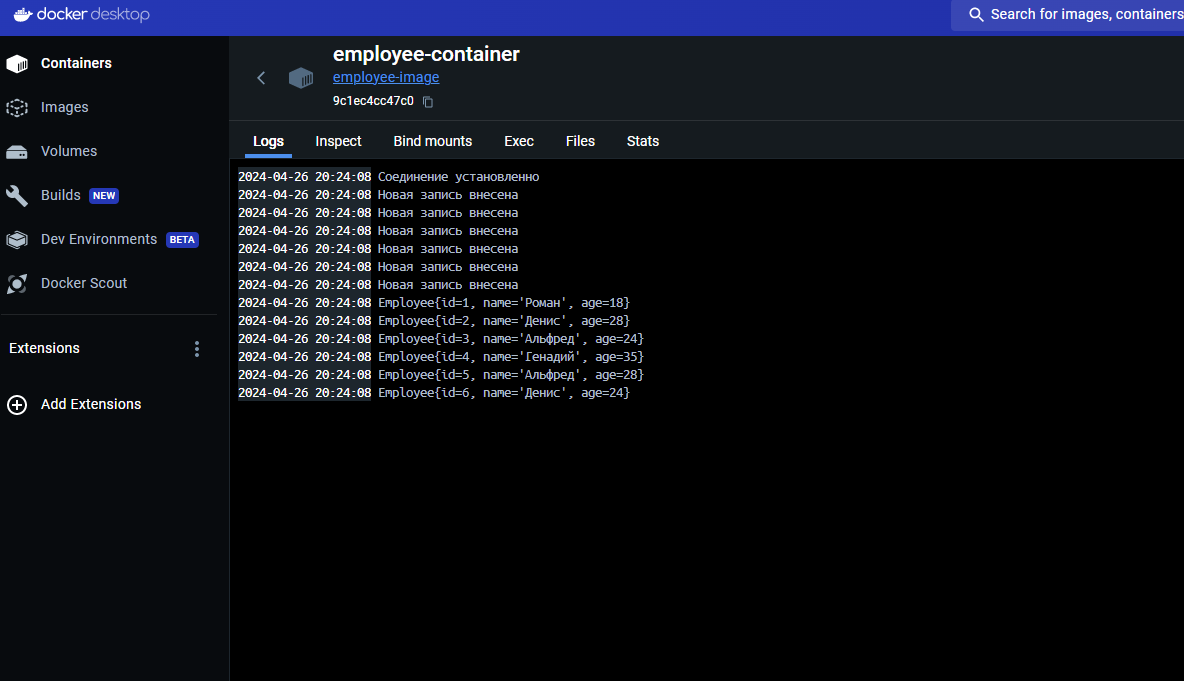 docker desktop
Search for images, containers
Containers
Images
Volumes
Builds NEW
Dev Environments BETA
Docker Scout
Extensions
Add Extensions
employee-container
employee-image
9c1ec4cc47c0
Logs Inspect Bind mounts Exec Files Stats
2024-04-26 20:24:08 Соединение установленно
2024-04-26 20:24:08 Новая запись внесена
2024-04-26 20:24:08 Новая запись внесена
2024-04-26 20:24:08 Новая запись внесена
2024-04-26 20:24:08 Новая запись внесена
2024-04-26 20:24:08 Новая запись внесена
2024-04-26 20:24:08 Новая запись внесена
2024-04-26 20:24:08 Employee{id=1, name='Роман', age=18}
2024-04-26 20:24:08 Employee{id=2, name='Денис', age=28}
2024-04-26 20:24:08 Employee{id=3, name='Альфред', age=24}
2024-04-26 20:24:08 Employee{id=4, name='Генадий', age=35}
2024-04-26 20:24:08 Employee{id=5, name='Альфред', age=28}
2024-04-26 20:24:08 Employee{id=6, name='Денис', age=24}